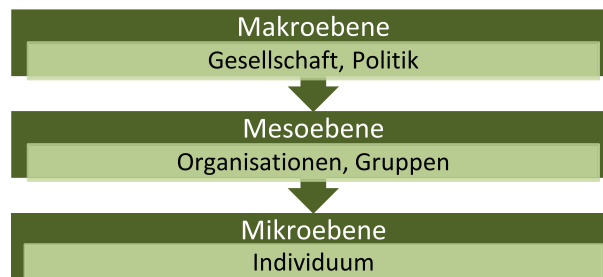 Makroebene
Gesellschaft, Politik
Mesoebene
Organisationen, Gruppen
Mikroebene
Individuum